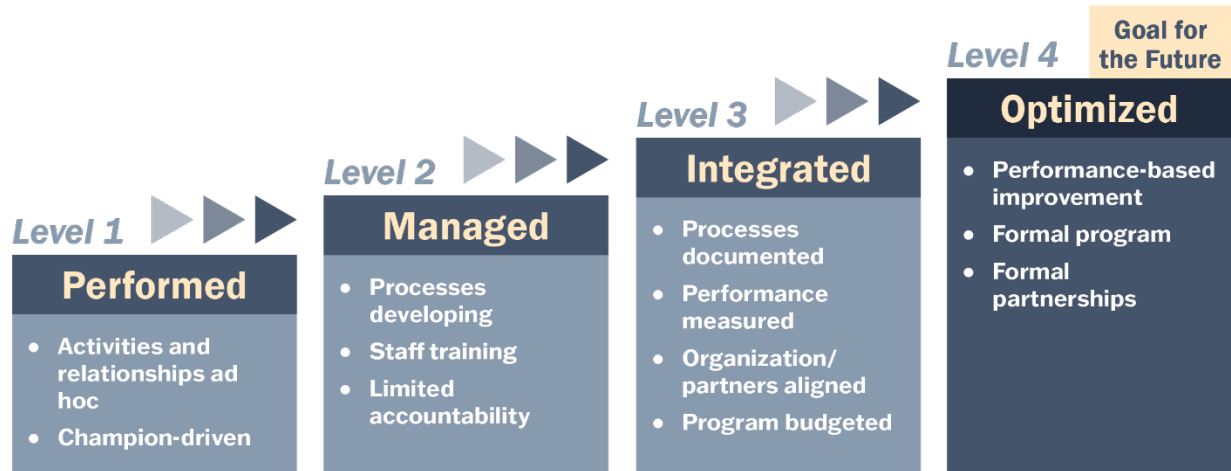 Level 1
Performed
• Activities and
relationships ad
hoc
• Champion-driven
Level 2
Managed
• Processes
developing
• Staff training
• Limited
accountability
Level 3
Integrated
• Processes
documented
• Performance
measured
• Organization/
partners aligned
• Program budgeted
Level 4
Goal for
the Future
Optimized
• Performance-based
improvement
• Formal program
• Formal
partnerships